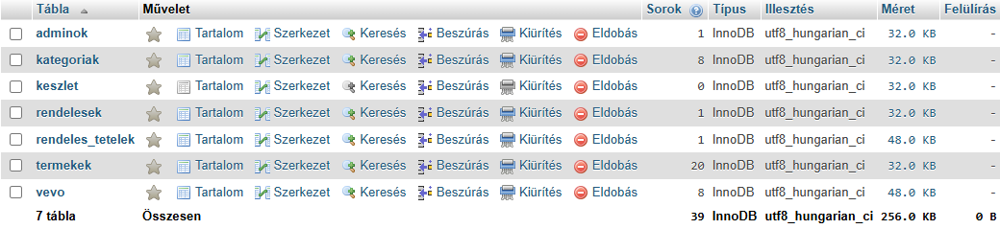 Tábla Művelet Sorok Típus Illesztés Méret Felülírás
adminok Tartalom Szerkezet Keresés Beszúrás Kiürítés Eldobás 1 InnoDB utf8_hungarian_ci 32.0 KB -
kategoriak Tartalom Szerkezet Keresés Beszúrás Kiürítés Eldobás 8 InnoDB utf8_hungarian_ci 32.0 KB -
keszlet Tartalom Szerkezet Keresés Beszúrás Kiürítés Eldobás 0 InnoDB utf8_hungarian_ci 32.0 KB -
rendelesek Tartalom Szerkezet Keresés Beszúrás Kiürítés Eldobás 1 InnoDB utf8_hungarian_ci 32.0 KB -
rendeles_tetelek Tartalom Szerkezet Keresés Beszúrás Kiürítés Eldobás 1 InnoDB utf8_hungarian_ci 48.0 KB -
termekek Tartalom Szerkezet Keresés Beszúrás Kiürítés Eldobás 20 InnoDB utf8_hungarian_ci 32.0 KB -
vevo Tartalom Szerkezet Keresés Beszúrás Kiürítés Eldobás 8 InnoDB utf8_hungarian_ci 48.0 KB -
7 tábla Összesen 39 InnoDB utf8_hungarian_ci 256.0 KB 0 B